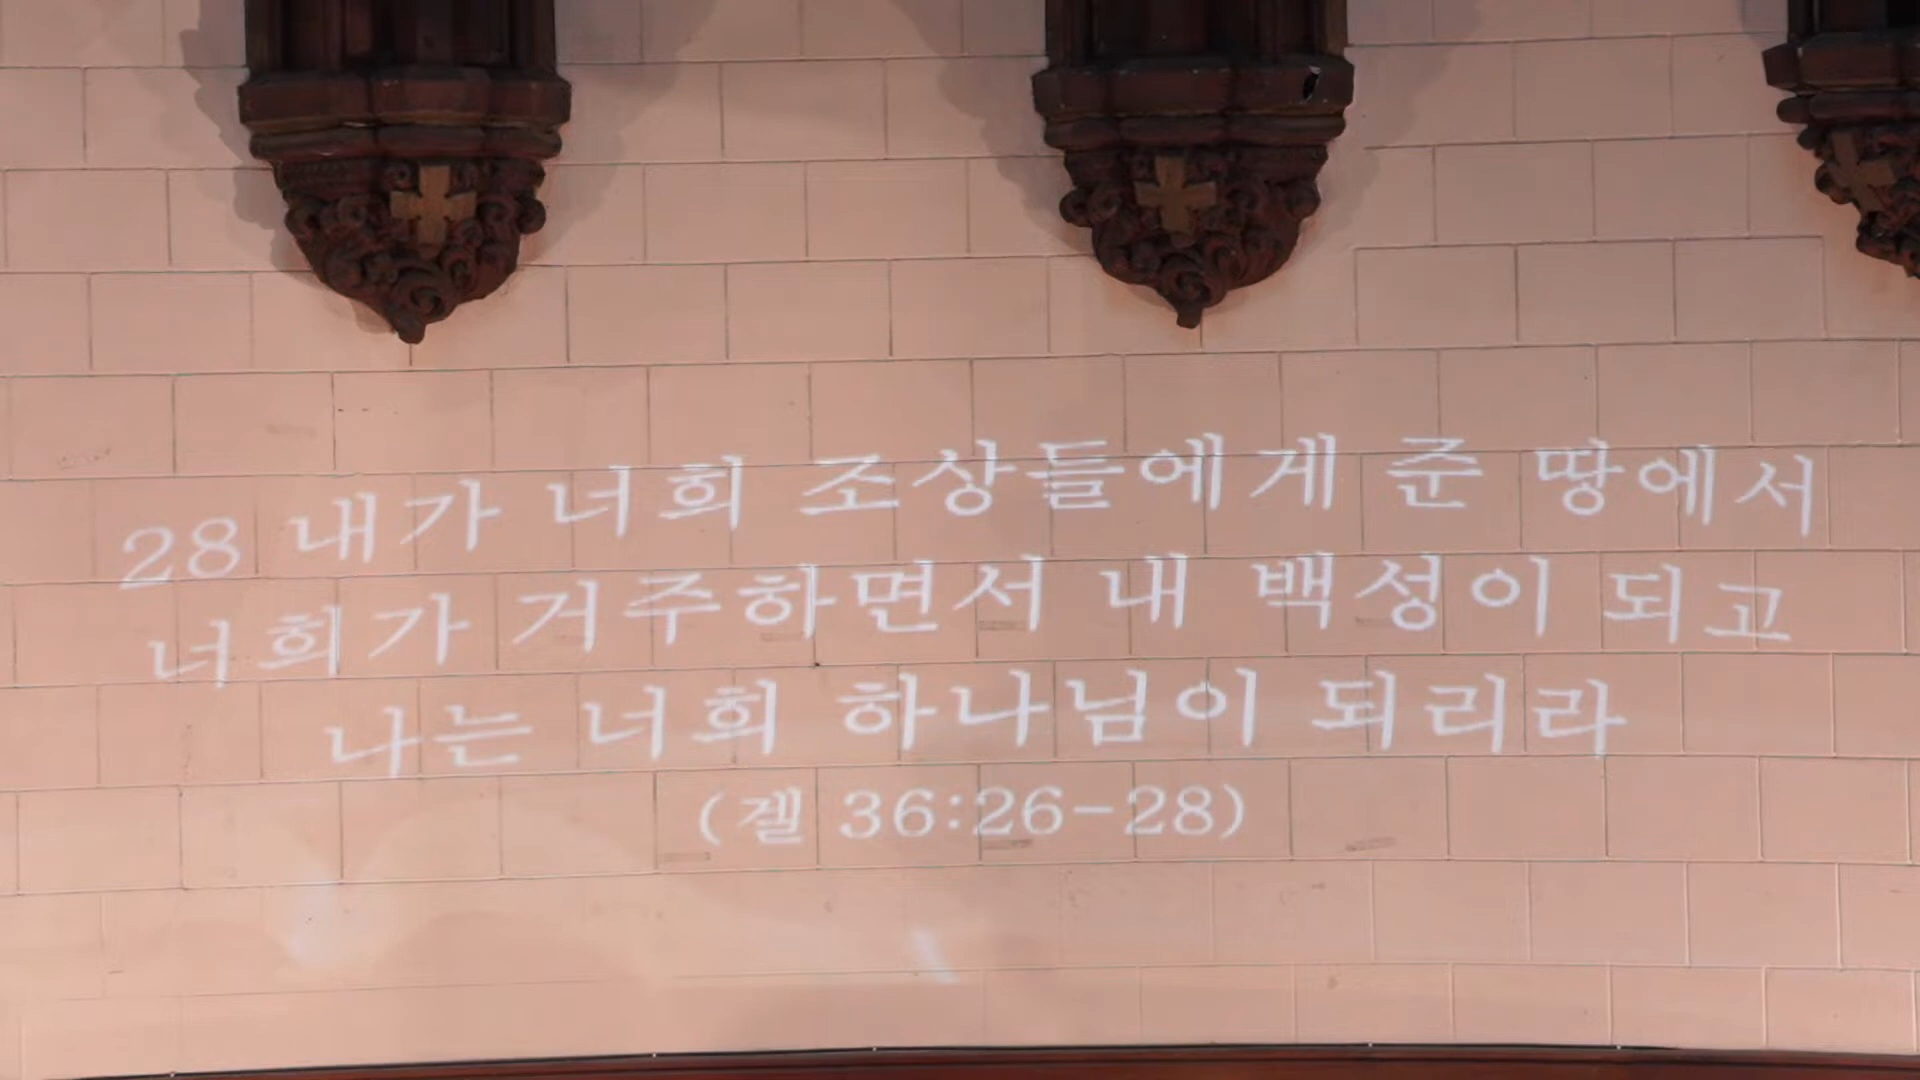 28 내가 너희 조상들에게 준 땅에서
너희가 거주하면서 내 백성이 되고
나는 너희 하나님이 되리라
(겔 36:26-28)